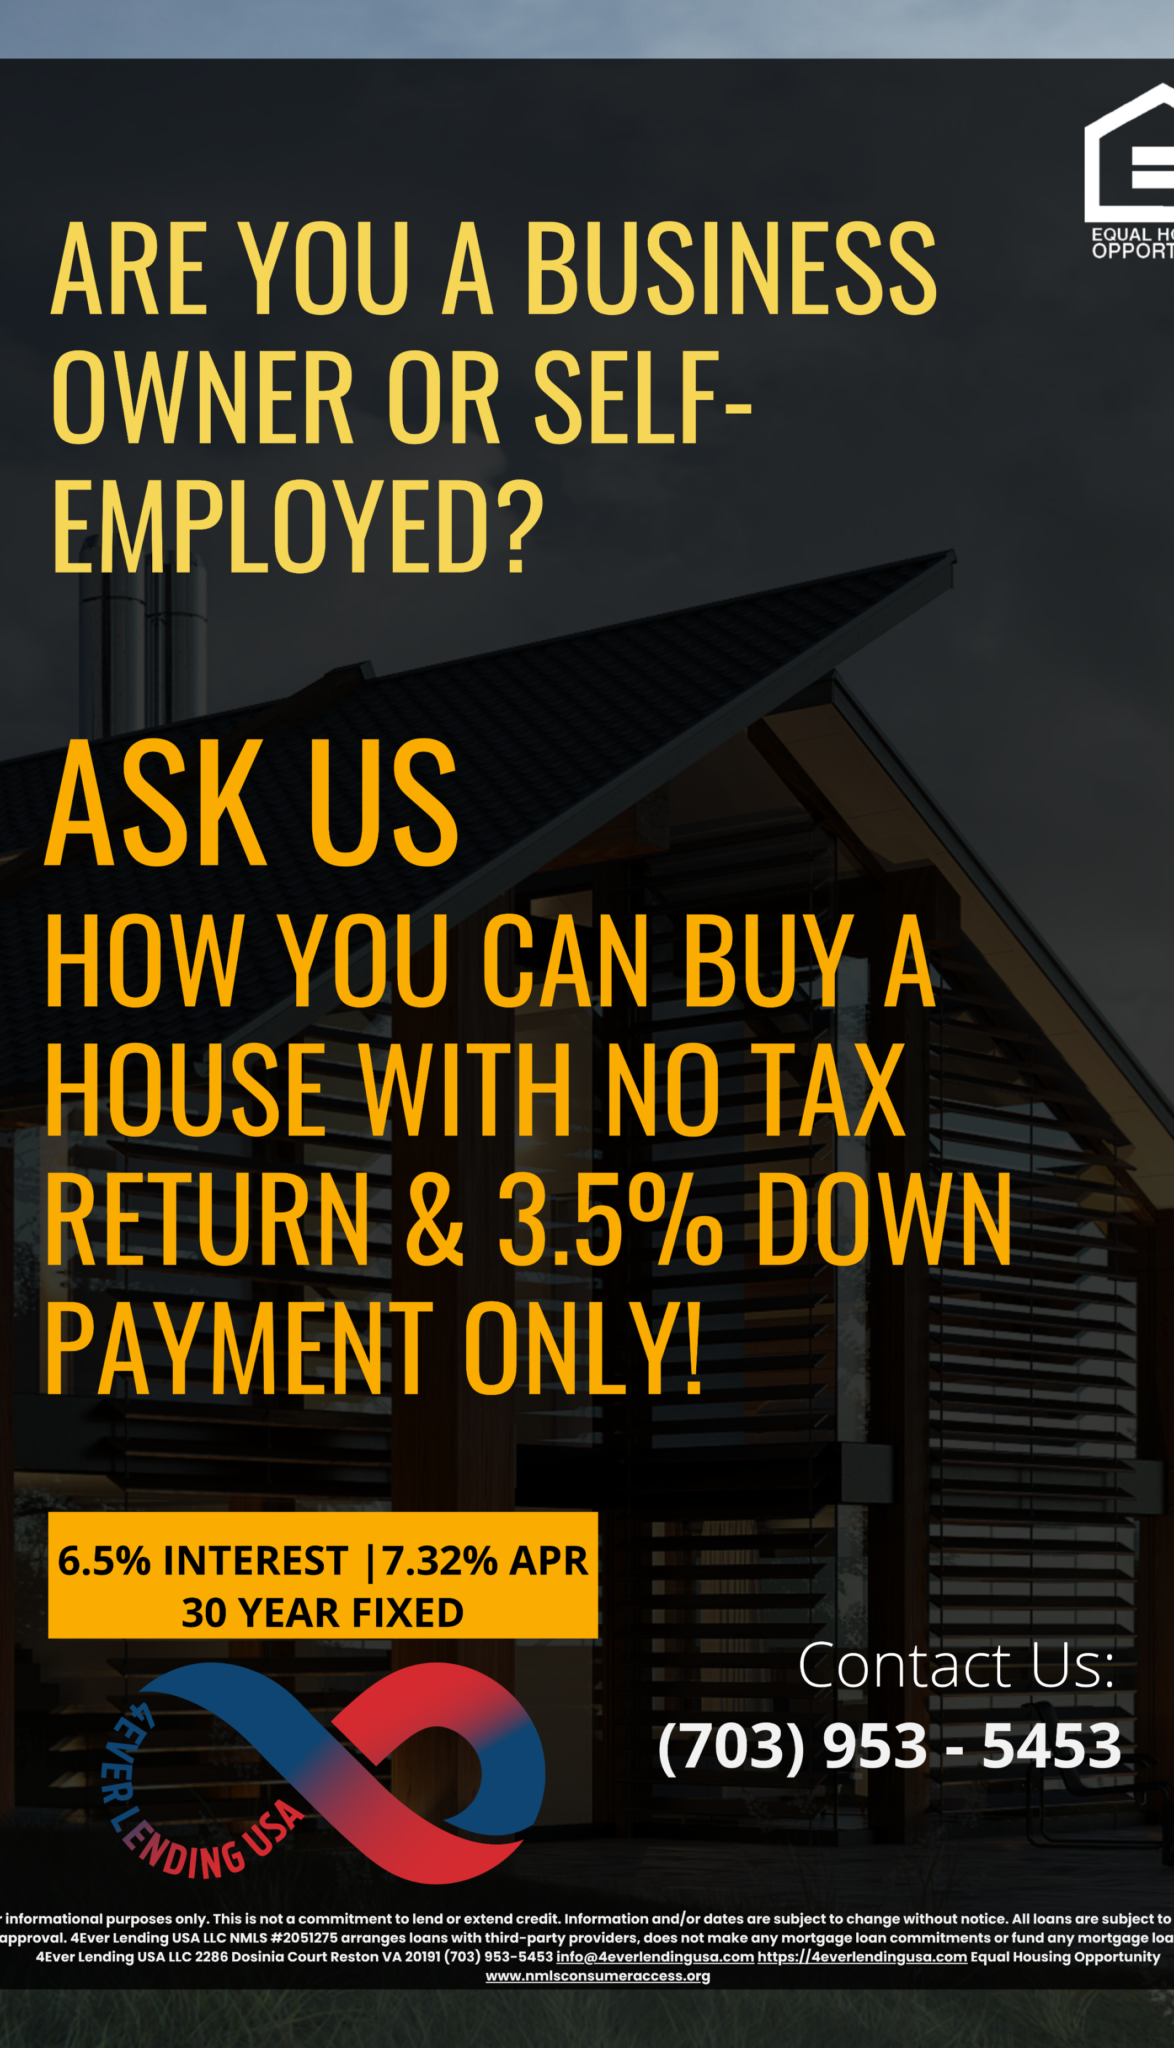 EQUAL
OPPORT
ARE YOU A BUSINESS
OWNER OR SELF-
EMPLOYED?
ASK US
HOW YOU CAN BUY A
HOUSE WITH NO TAX
RETURN & 3.5% DOWN
PAYMENT ONLY!
6.5% INTEREST |7.32% APR
30 YEAR FIXED
4EVER LENDING USA
Contact Us:
(703) 953 - 5453
informational purposes only. This is not a commitment to lend or extend credit. Information and/or dates are subject to change without notice. All loans are subject to
approval. 4Ever Lending USA LLC NMLS #2051275 arranges loans with third-party providers, does not make any mortgage loan commitments or fund any mortgage loa
4Ever Lending USA LLC 2286 Dosinia Court Reston VA 20191 (703) 953-5453 info@4everlendingusa.com https://4everlendingusa.com Equal Housing Opportunity
www.nmlsconsumeraccess.org